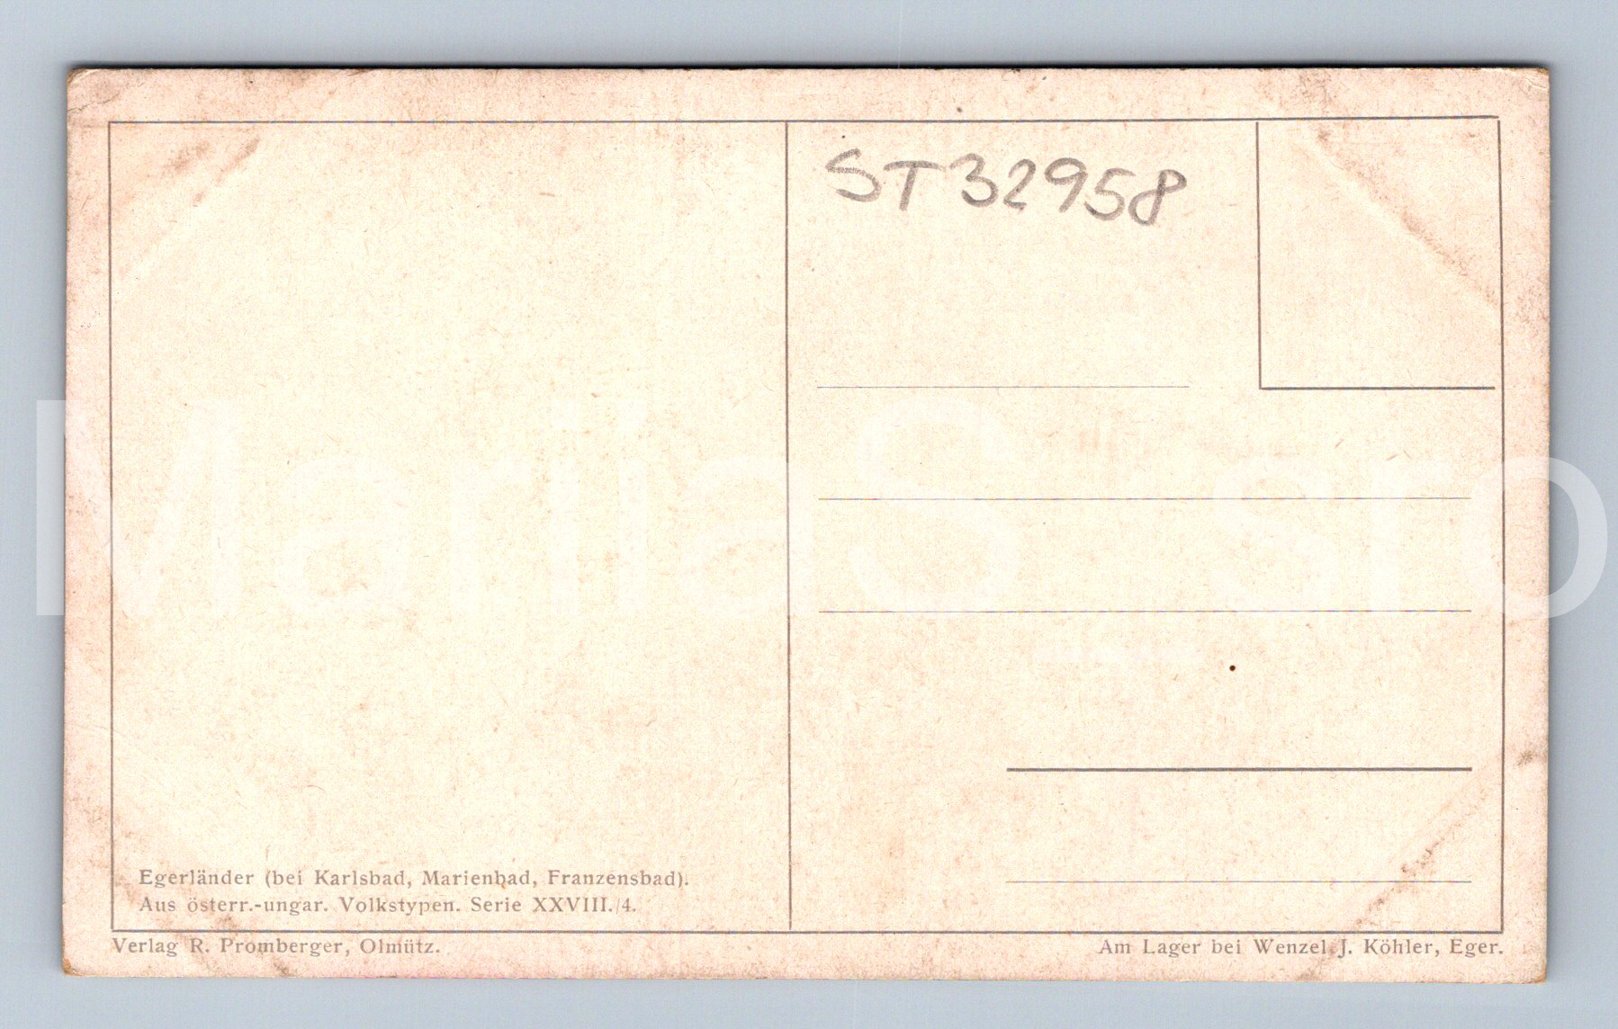 ST32958
MarijaS_sro
Egerländer (bei Karlsbad, Marienbad, Franzensbad).
Aus österr.-ungar. Volkstypen. Serie XXVIII./4.
Verlag R. Promberger, Olmütz.
Am Lager bei Wenzel J. Köhler, Eger.